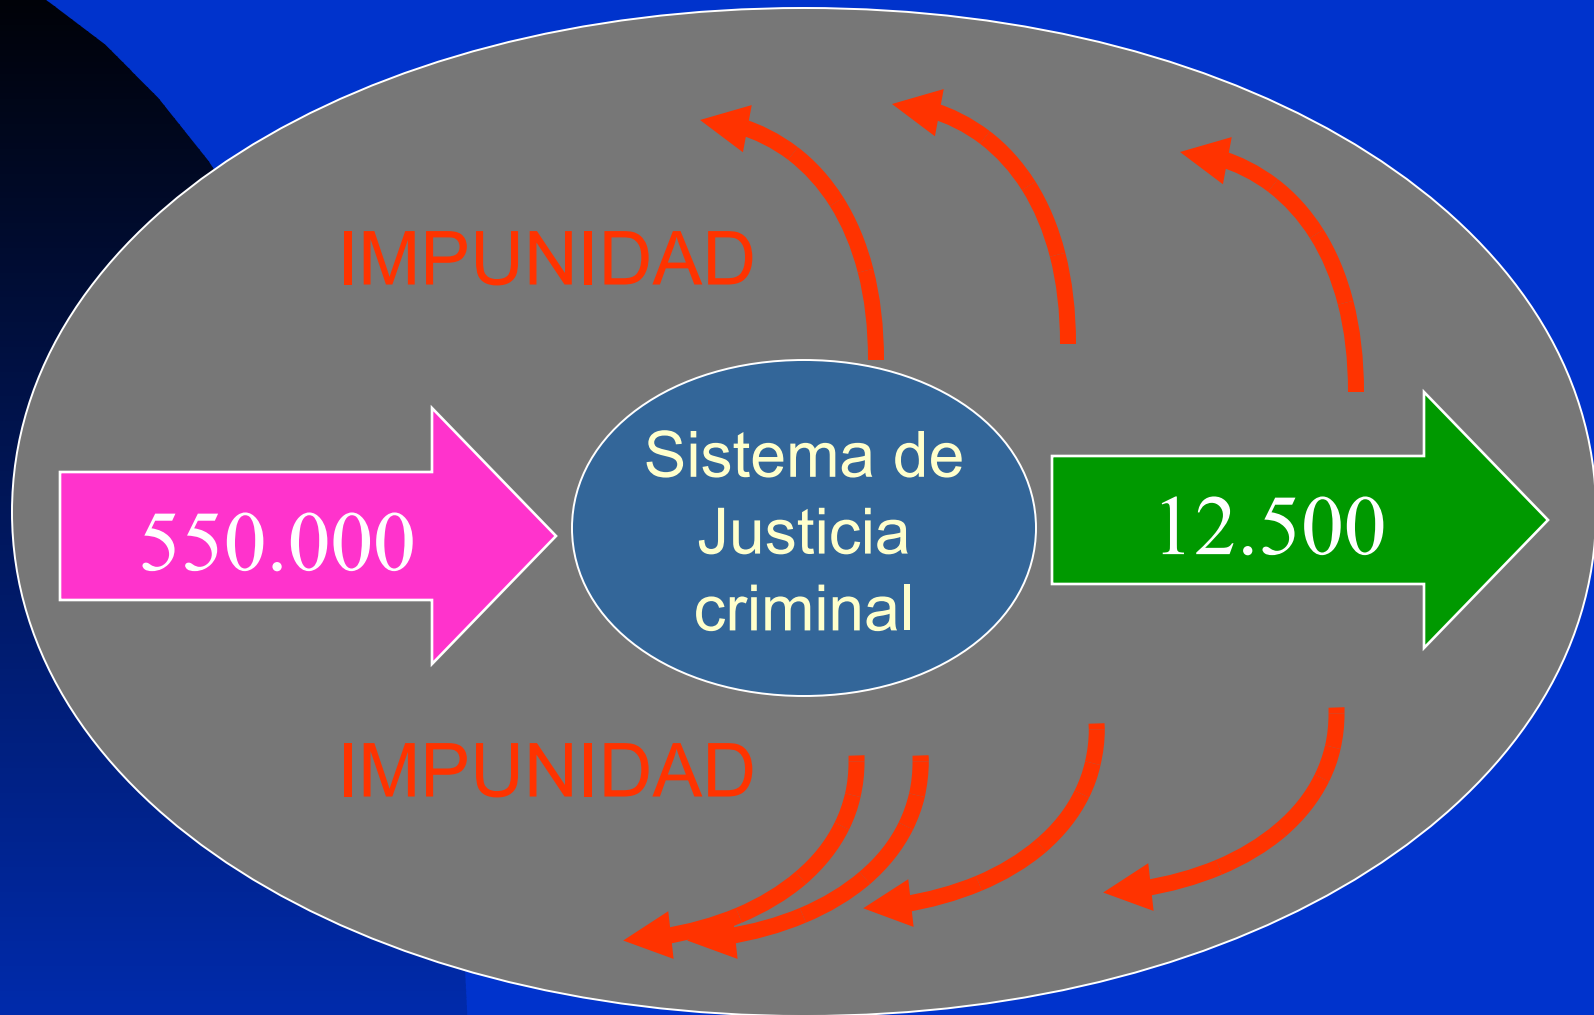 IMPUNIDAD
550.000
Sistema de
Justicia
criminal
12.500
IMPUNIDAD